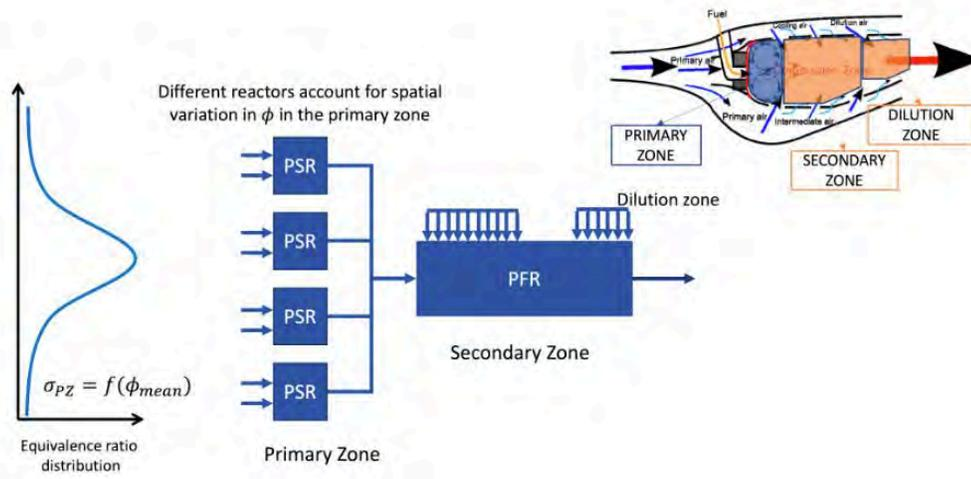 Fuel
Cooling air
Dilution air
Primary air
Primary air
Intermediate air
PRIMARY
ZONE
SECONDARY
ZONE
DILUTION
ZONE
Different reactors account for spatial
variation in ϕ in the primary zone
PSR
PSR
PSR
PSR
Dilution zone
PFR
Secondary Zone
Primary Zone
σ_PZ = f(ϕ_mean)
Equivalence ratio
distribution